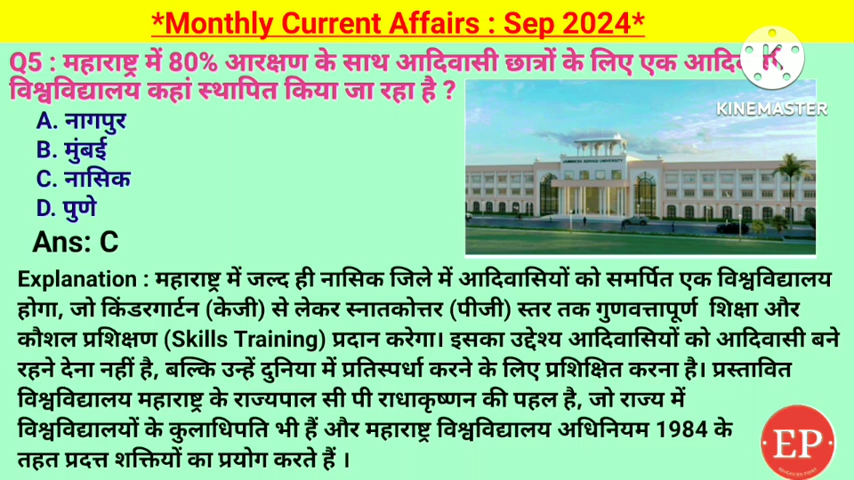 *Monthly Current Affairs : Sep 2024*
Q5 : महाराष्ट्र में 80% आरक्षण के साथ आदिवासी छात्रों के लिए एक
विश्वविद्यालय कहां स्थापित किया जा रहा है ?
K
KINEMASTER
A. नागपुर
B. मुंबई
C. नासिक
D. पुणे
Ans: C
Explanation : महाराष्ट्र में जल्द ही नासिक जिले में आदिवासियों को समर्पित एक विश्वविद्यालय
होगा, जो किंडरगार्टन (केजी) से लेकर स्नातकोत्तर (पीजी) स्तर तक गुणवत्तापूर्ण शिक्षा और
कौशल प्रशिक्षण (Skills Training) प्रदान करेगा। इसका उद्देश्य आदिवासियों को आदिवासी बने
रहने देना नहीं है, बल्कि उन्हें दुनिया में प्रतिस्पर्धा करने के लिए प्रशिक्षित करना है। प्रस्तावित
विश्वविद्यालय महाराष्ट्र के राज्यपाल सी पी राधाकृष्णन की पहल है, जो राज्य में
विश्वविद्यालयों के कुलाधिपति भी हैं और महाराष्ट्र विश्वविद्यालय अधिनियम 1984 के
तहत प्रदत्त शक्तियों का प्रयोग करते हैं ।
EP